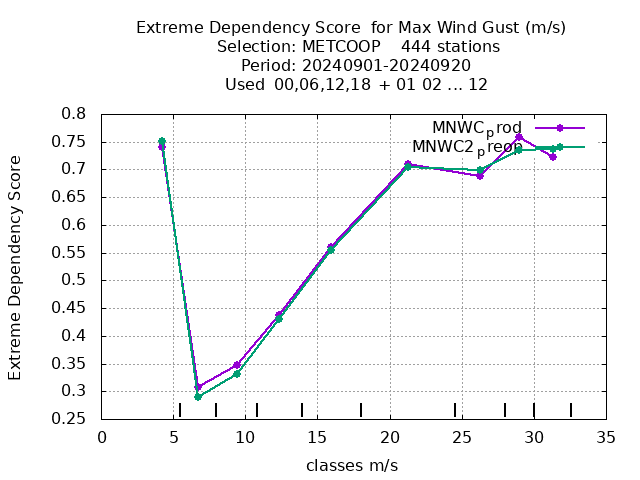 Extreme Dependency Score  for Max Wind Gust (m/s)
Selection: METCOOP    444 stations
Period: 20240901-20240920
Used  00,06,12,18 + 01 02 ... 12
MNWCprod
MNWC2preop
Extreme Dependency Score
0.8
0.75
0.7
0.65
0.6
0.55
0.5
0.45
0.4
0.35
0.3
0.25
0 5 10 15 20 25 30 35
classes m/s